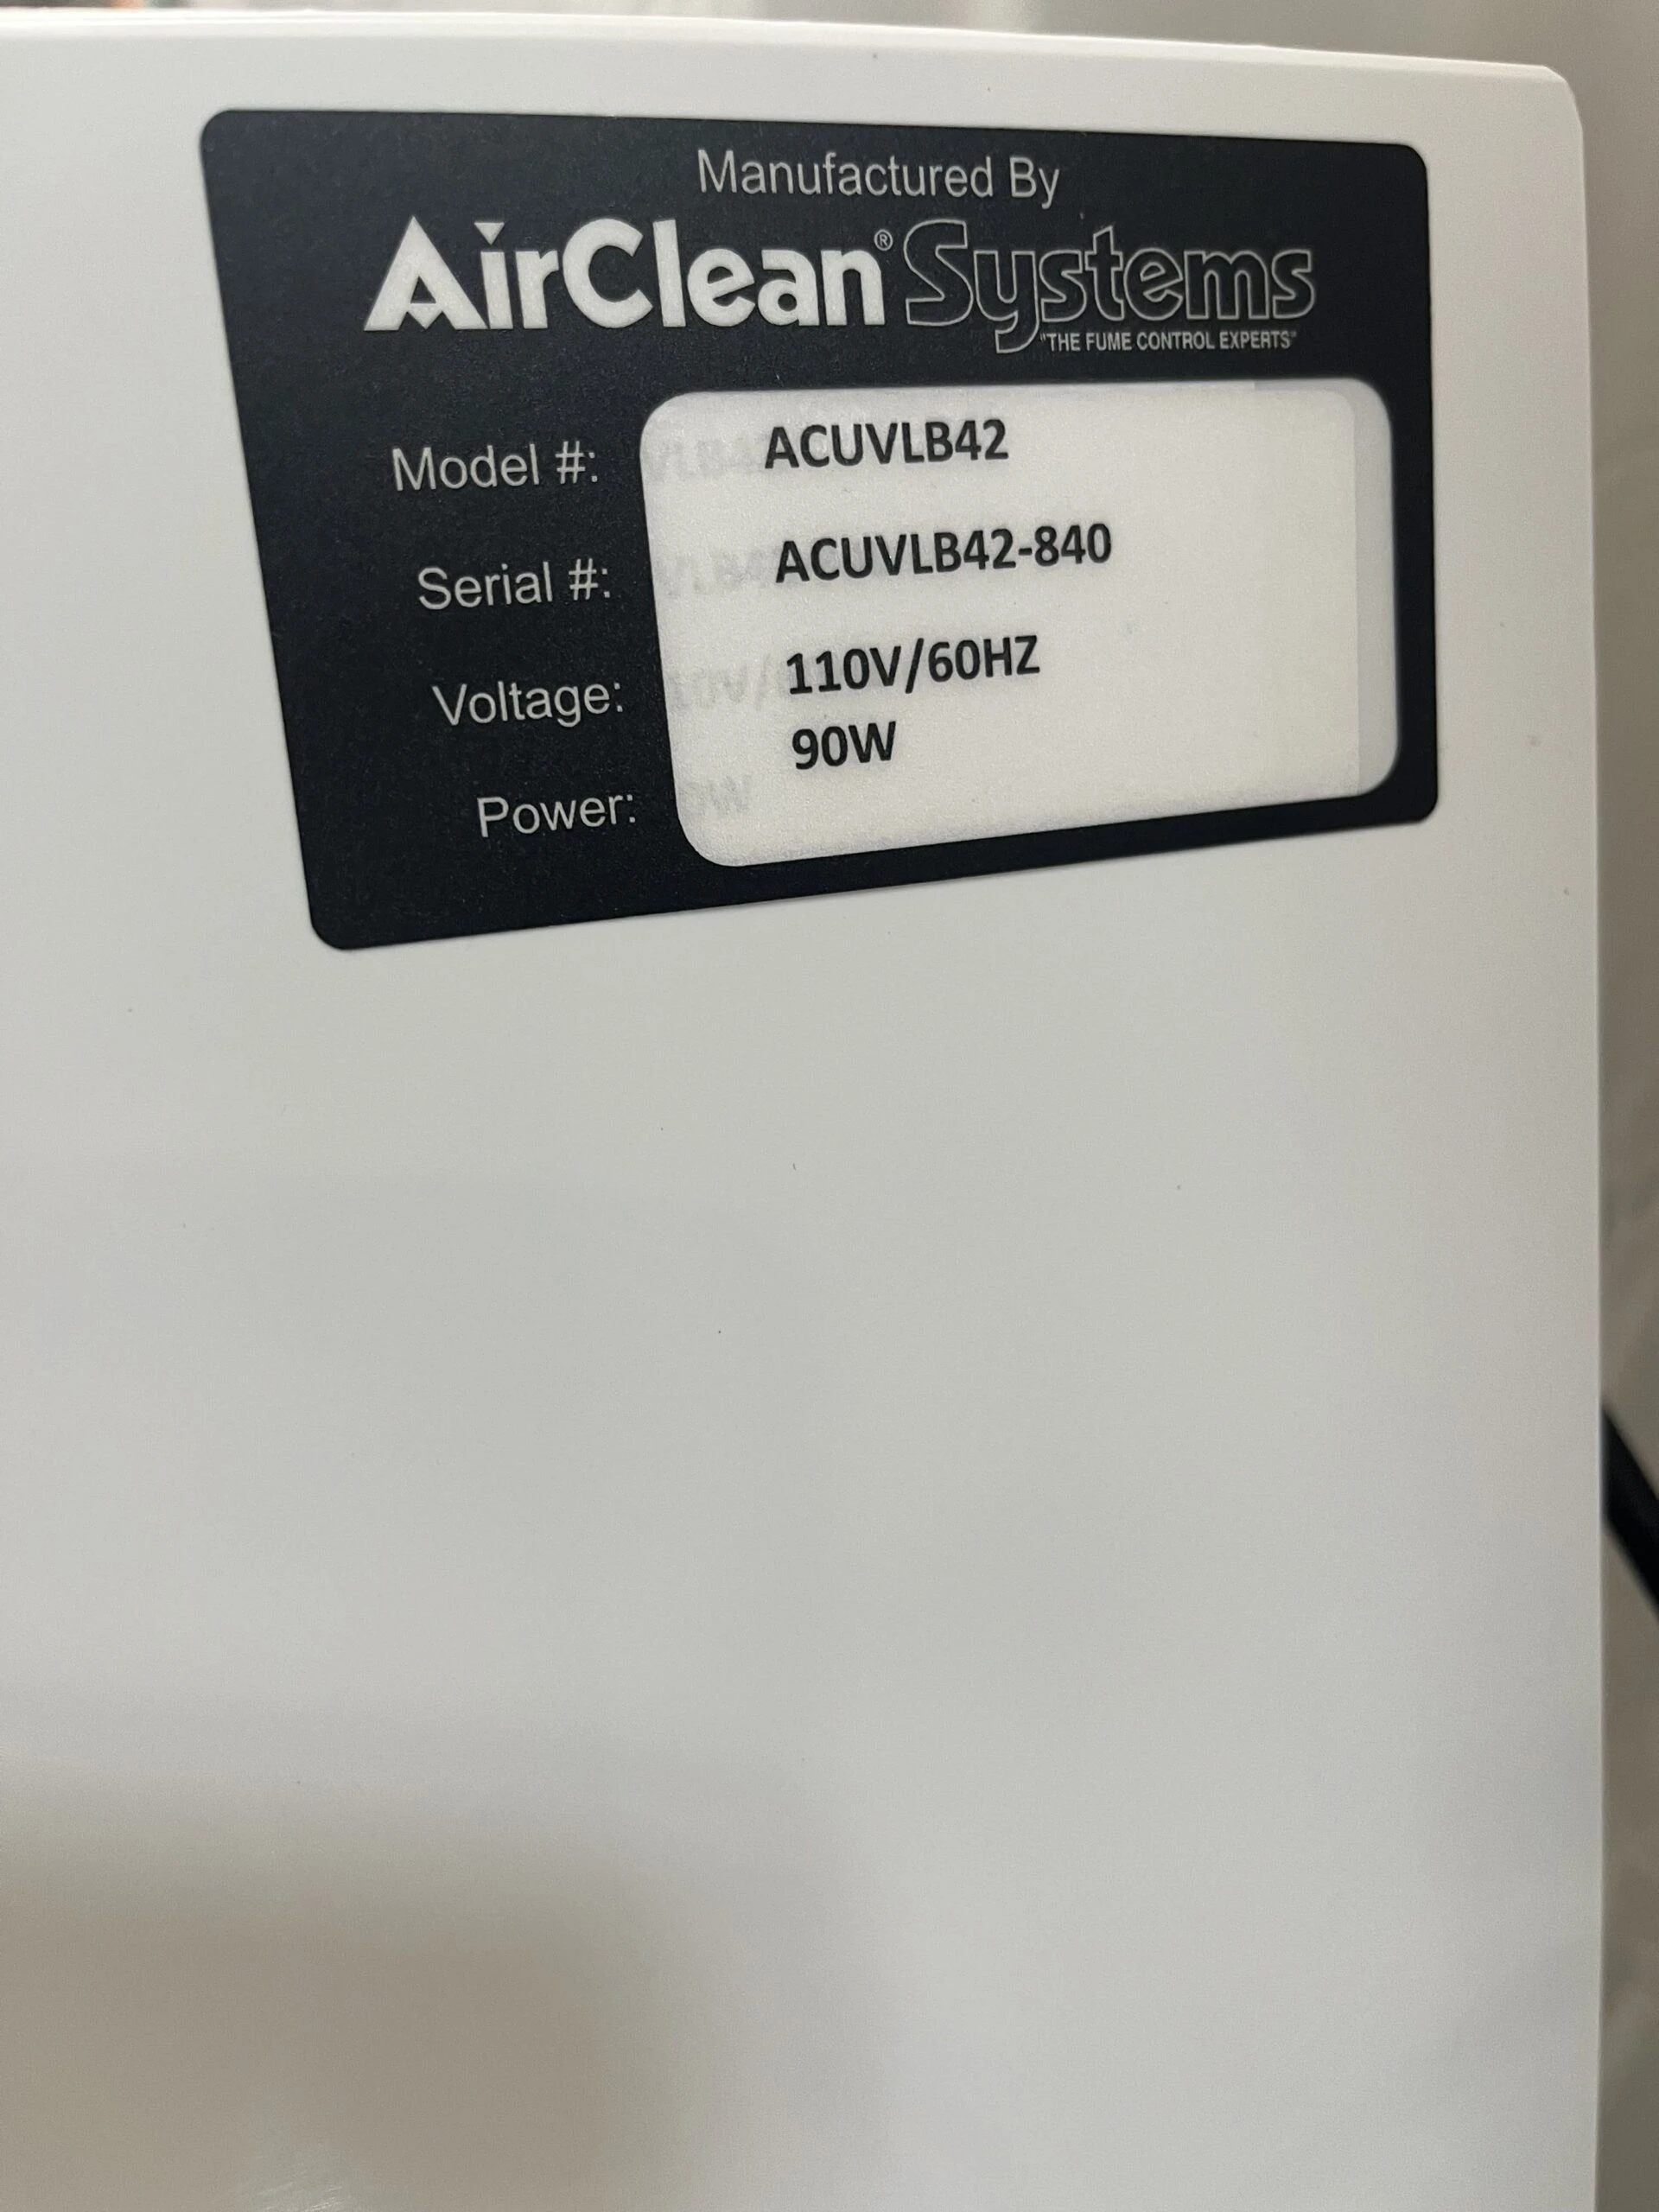 Manufactured By
AirClean® Systems
"THE FUME CONTROL EXPERTS"
Model #: ACUVLB42
Serial #: ACUVLB42-840
Voltage: 110V/60HZ
Power: 90W